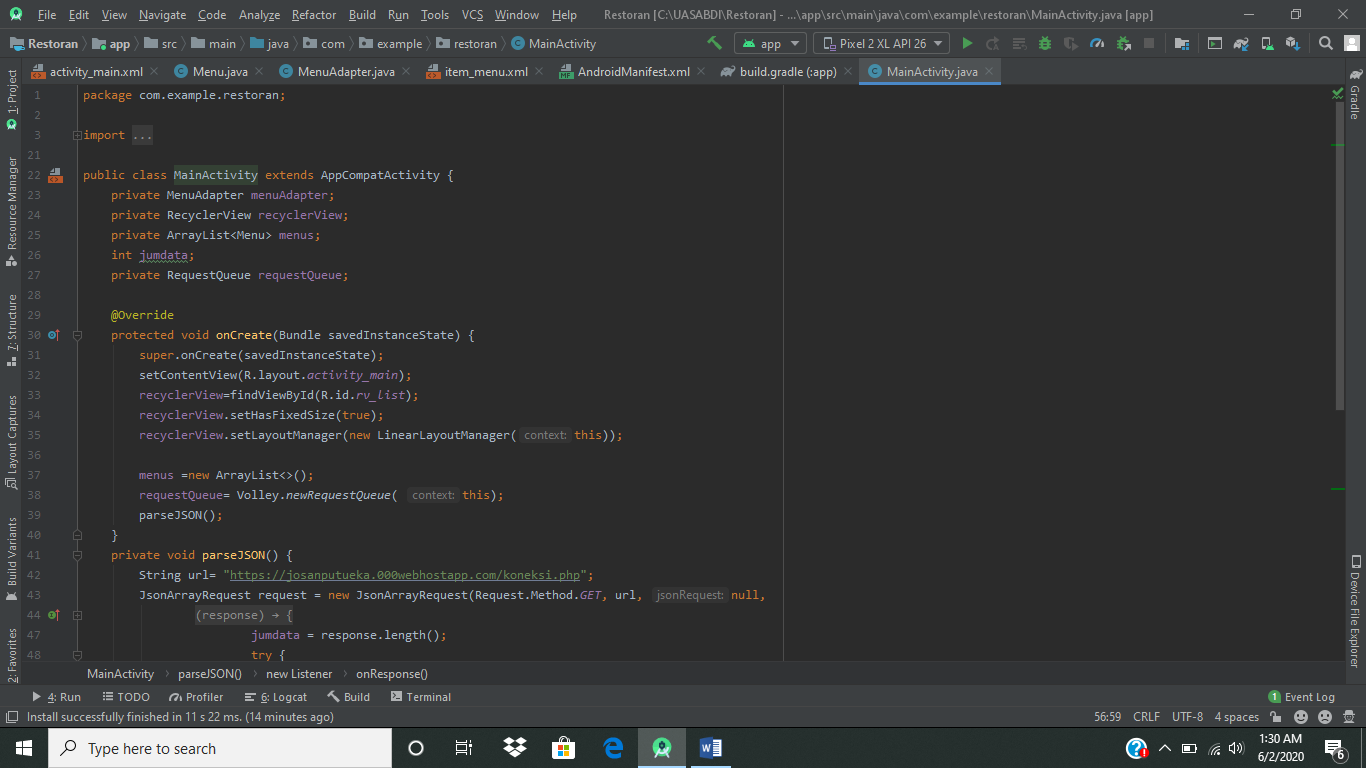 File Edit View Navigate Code Analyze Refactor Build Run Tools VCS Window Help Restoran [C:\UASABDI\Restoran] - ...\app\src\main\java\com\example\restoran\MainActivity.java [app]
Restoran app src main java com example restoran MainActivity app Pixel 2 XL API 26
activity_main.xml Menu.java MenuAdapter.java item_menu.xml AndroidManifest.xml build.gradle (:app) MainActivity.java
1: Project
Resource Manager
7: Structure
Layout Captures
Build Variants
2: Favorites
1 package com.example.restoran;
2
3 import ...
21
22 public class MainActivity extends AppCompatActivity {
23 private MenuAdapter menuAdapter;
24 private RecyclerView recyclerView;
25 private ArrayList<Menu> menus;
26 int jumdata;
27 private RequestQueue requestQueue;
28
29 @Override
30 protected void onCreate(Bundle savedInstanceState) {
31 super.onCreate(savedInstanceState);
32 setContentView(R.layout.activity_main);
33 recyclerView=findViewById(R.id.rv_list);
34 recyclerView.setHasFixedSize(true);
35 recyclerView.setLayoutManager(new LinearLayoutManager( context: this));
36
37 menus =new ArrayList<>();
38 requestQueue= Volley.newRequestQueue( context: this);
39 parseJSON();
40 }
41 private void parseJSON() {
42 String url= "https://josanputueka.000webhostapp.com/koneksi.php";
43 JsonArrayRequest request = new JsonArrayRequest(Request.Method.GET, url, jsonRequest: null,
44 (response) → {
47 jumdata = response.length();
48 try {
Gradle
Device File Explorer
MainActivity parseJSON() new Listener onResponse()
4: Run TODO Profiler 6: Logcat Build Terminal 1 Event Log
Install successfully finished in 11 s 22 ms. (14 minutes ago) 56:59 CRLF UTF-8 4 spaces
Type here to search
1:30 AM
6/2/2020
6